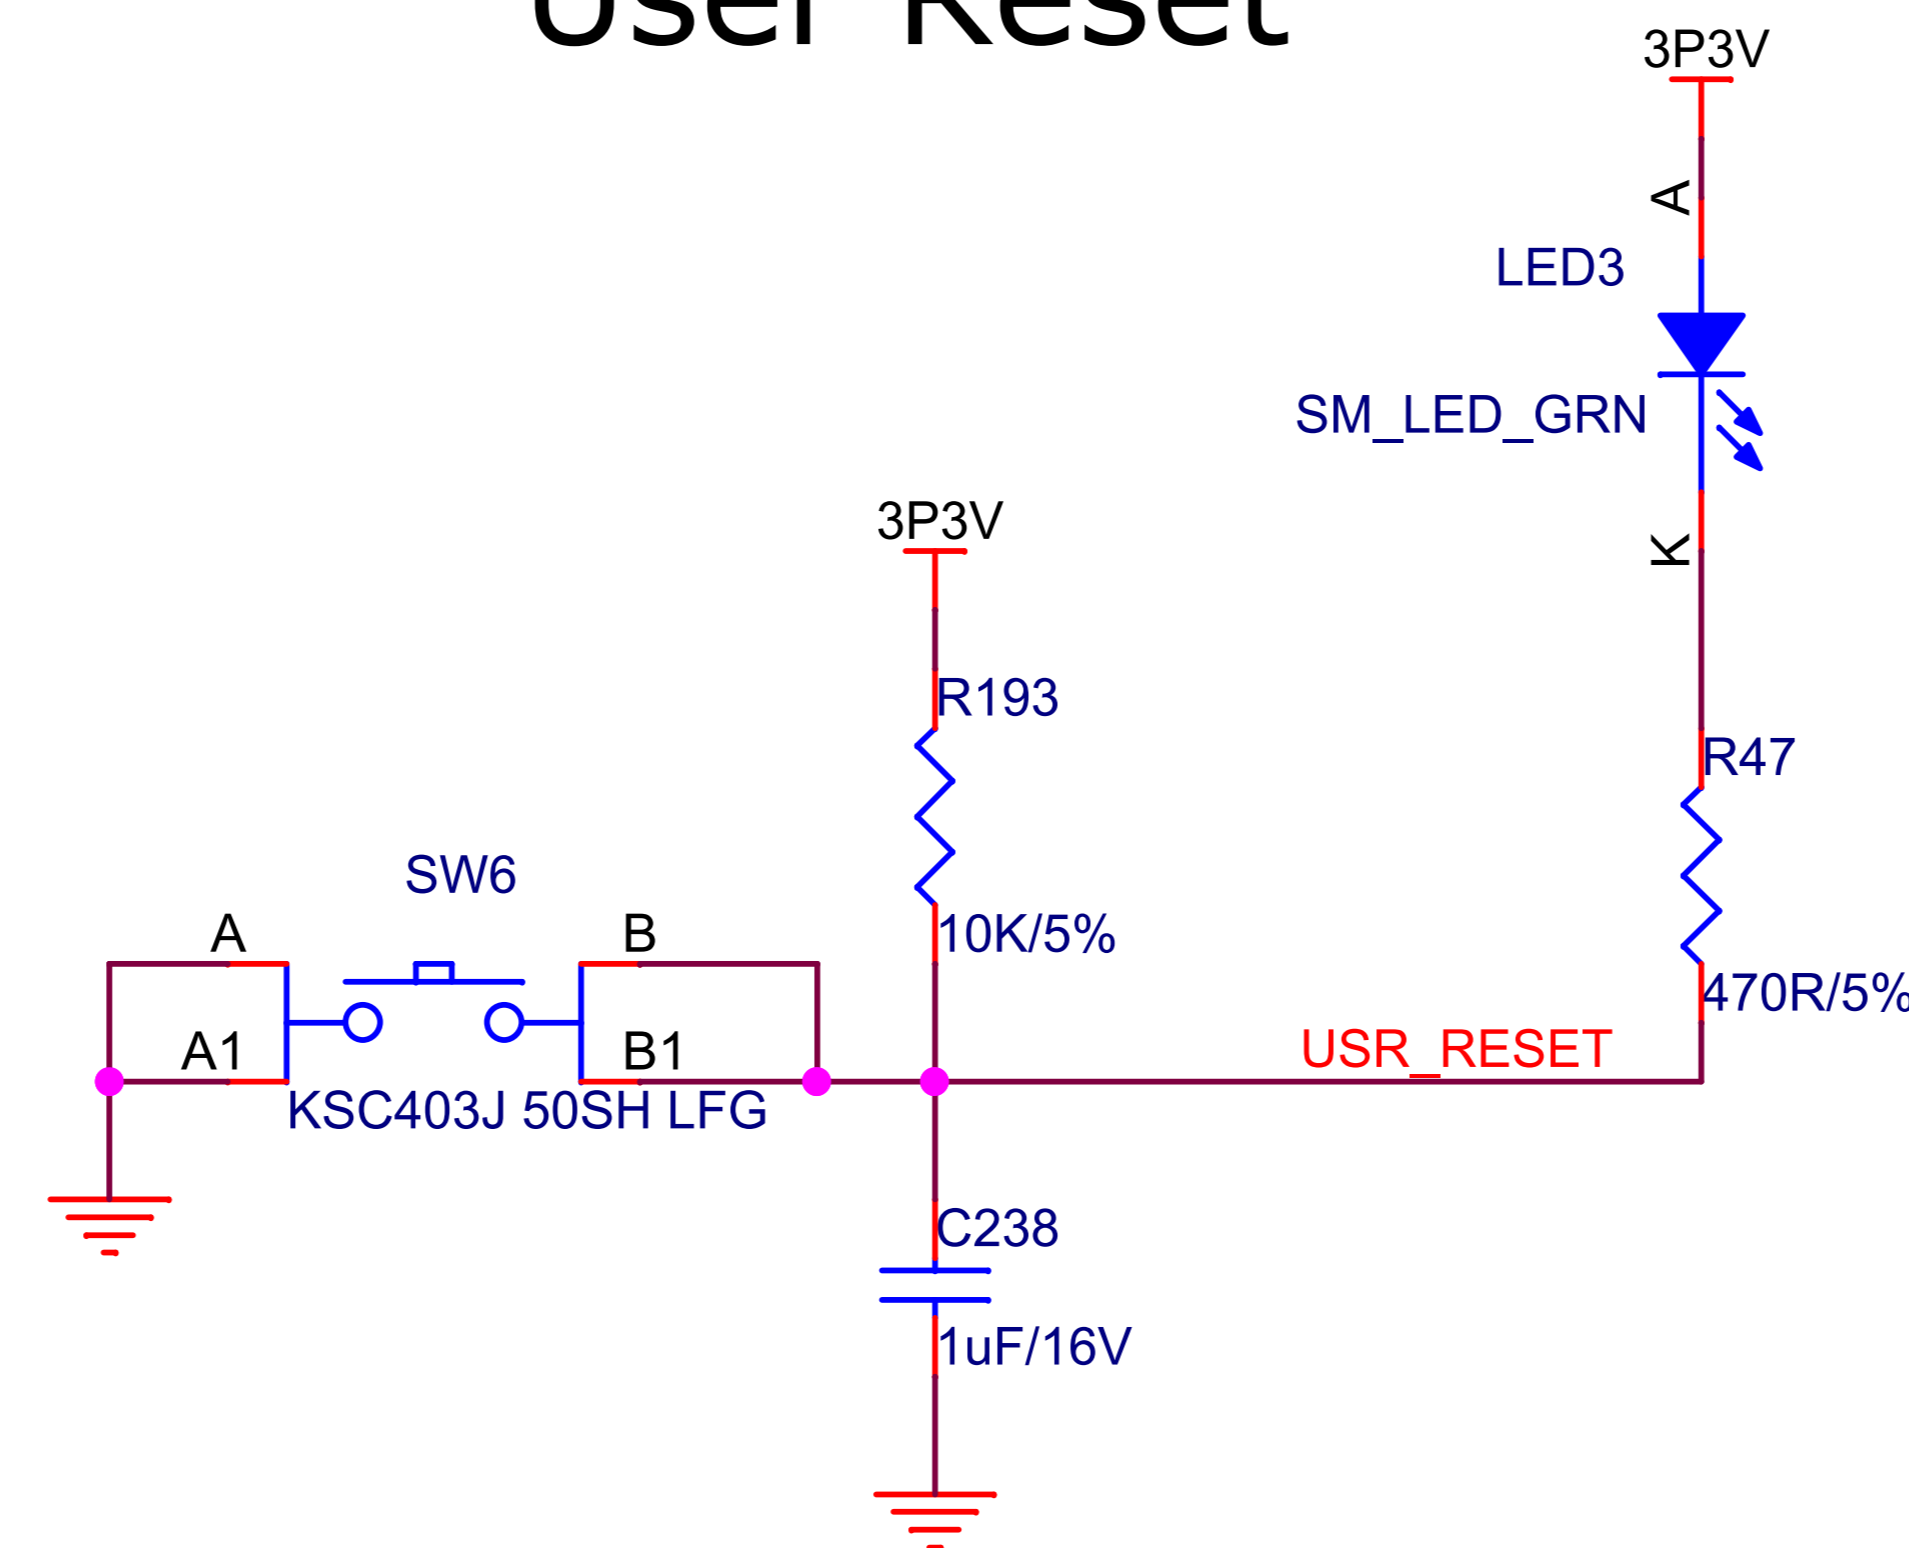 User Reset
3P3V
A
LED3
SM_LED_GRN
K
3P3V
R193
10K/5%
R47
470R/5%
SW6
A
B
A1
B1
KSC403J 50SH LFG
USR_RESET
C238
1uF/16V